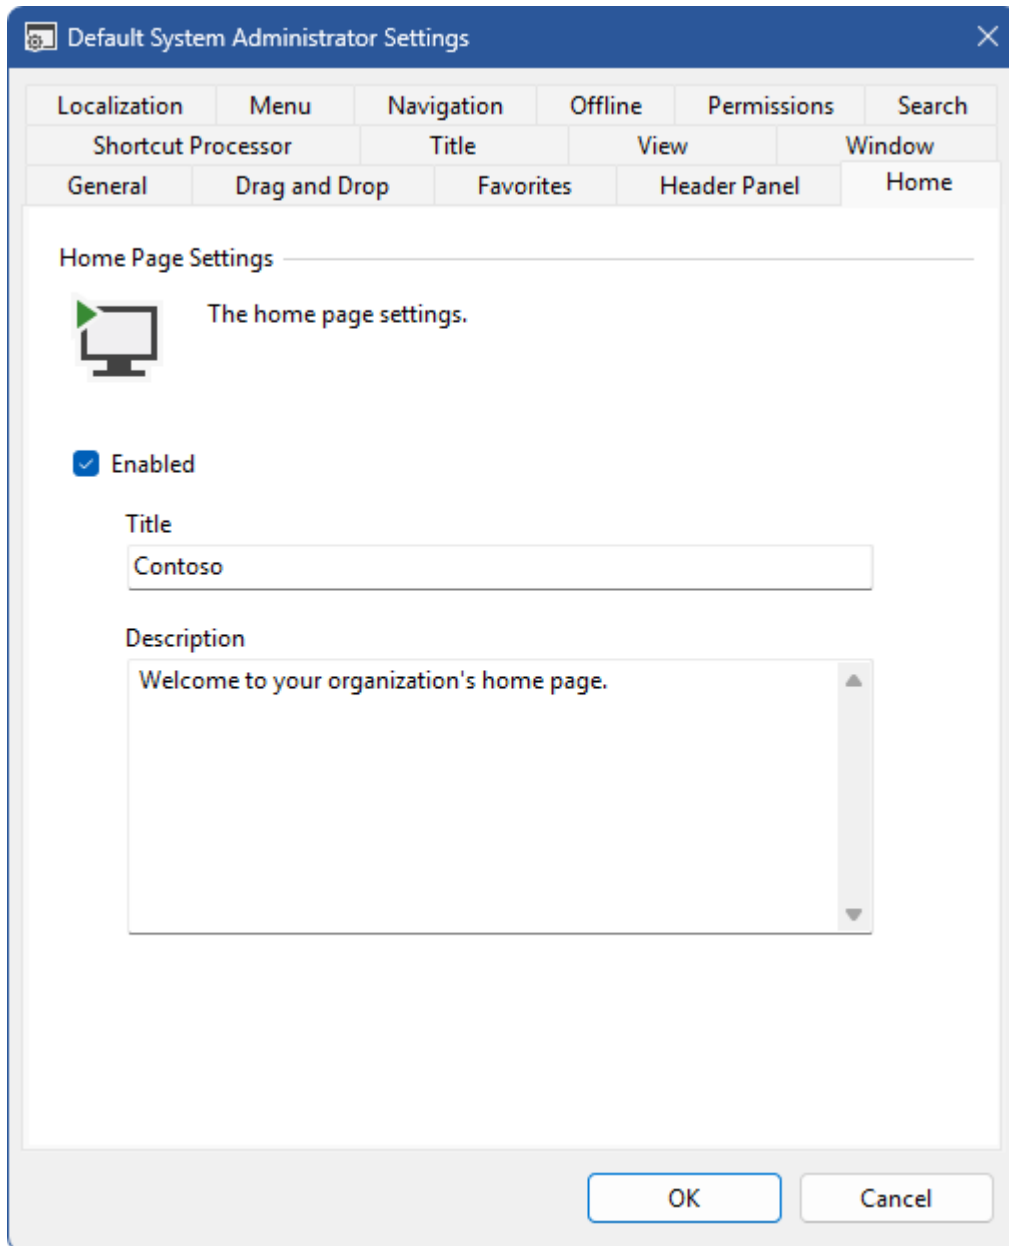 Default System Administrator Settings
Localization Menu Navigation Offline Permissions Search
Shortcut Processor Title View Window
General Drag and Drop Favorites Header Panel Home
Home Page Settings
The home page settings.
Enabled
Title
Contoso
Description
Welcome to your organization's home page.
OK Cancel